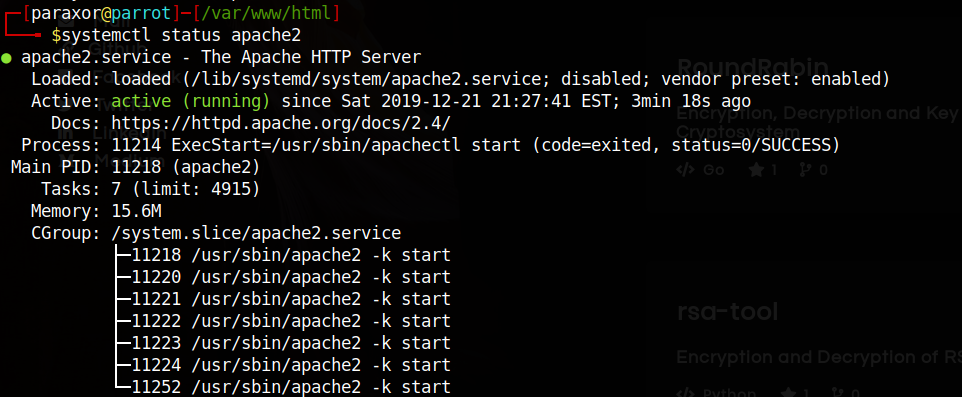 ┌─[paraxor@parrot]─[/var/www/html]
└──╼ $systemctl status apache2
● apache2.service - The Apache HTTP Server
   Loaded: loaded (/lib/systemd/system/apache2.service; disabled; vendor preset: enabled)
   Active: active (running) since Sat 2019-12-21 21:27:41 EST; 3min 18s ago
     Docs: https://httpd.apache.org/docs/2.4/
  Process: 11214 ExecStart=/usr/sbin/apachectl start (code=exited, status=0/SUCCESS)
 Main PID: 11218 (apache2)
    Tasks: 7 (limit: 4915)
   Memory: 15.6M
   CGroup: /system.slice/apache2.service
           ├─11218 /usr/sbin/apache2 -k start
           ├─11220 /usr/sbin/apache2 -k start
           ├─11221 /usr/sbin/apache2 -k start
           ├─11222 /usr/sbin/apache2 -k start
           ├─11223 /usr/sbin/apache2 -k start
           ├─11224 /usr/sbin/apache2 -k start
           └─11252 /usr/sbin/apache2 -k start
RoundRabin
Encryption, Decryption and Key
Cryptosystem
Go 1 0
rsa-tool
Encryption and Decryption of RS
Python 1 0